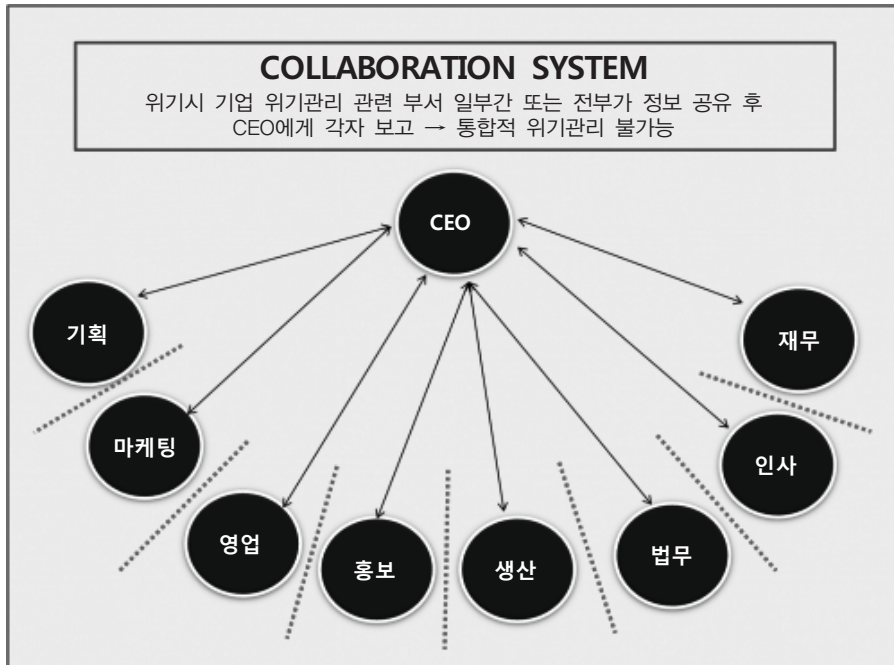 COLLABORATION SYSTEM
위기시 기업 위기관리 관련 부서 일부간 또는 전부가 정보 공유 후
CEO에게 각자 보고 → 통합적 위기관리 불가능
CEO
기획
재무
마케팅
인사
영업
홍보
생산
법무